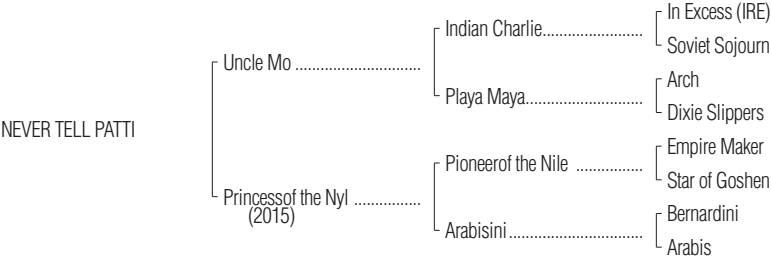 In Excess (IRE)
Indian Charlie........................
Soviet Sojourn
Uncle Mo ..............................
Arch
Playa Maya............................
Dixie Slippers
NEVER TELL PATTI
Empire Maker
Pioneerof the Nile ................
Star of Goshen
Princessof the Nyl ................
(2015)
Bernardini
Arabisini................................
Arabis